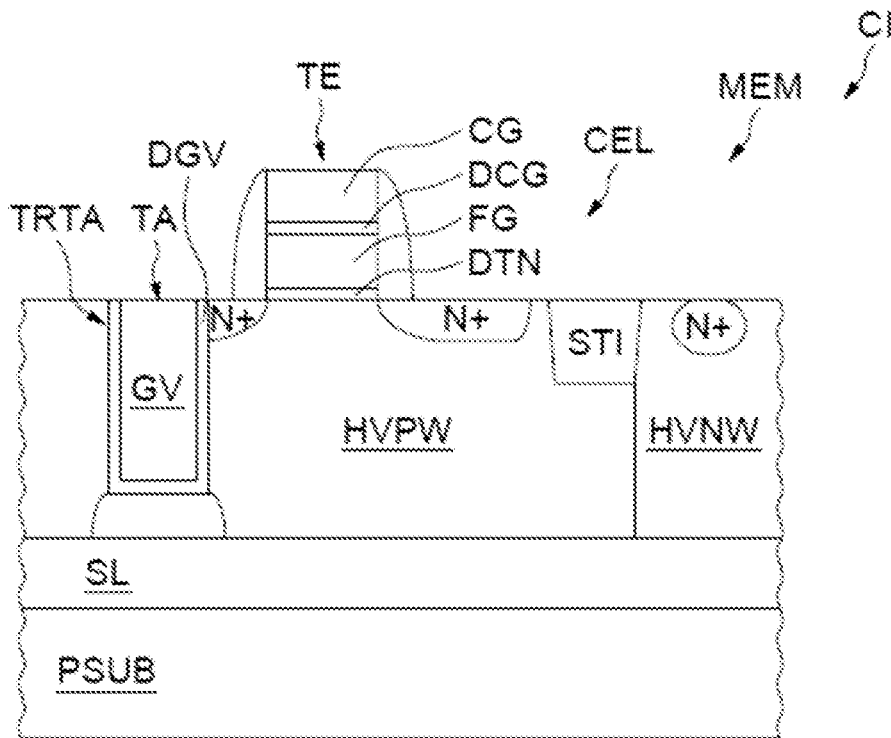 CI
TE
MEM
CG
DGV
CEL
DCG
TRTA
TA
FG
DTN
N+
N+
STI
N+
GV
HVPW
HVNW
SL
PSUB